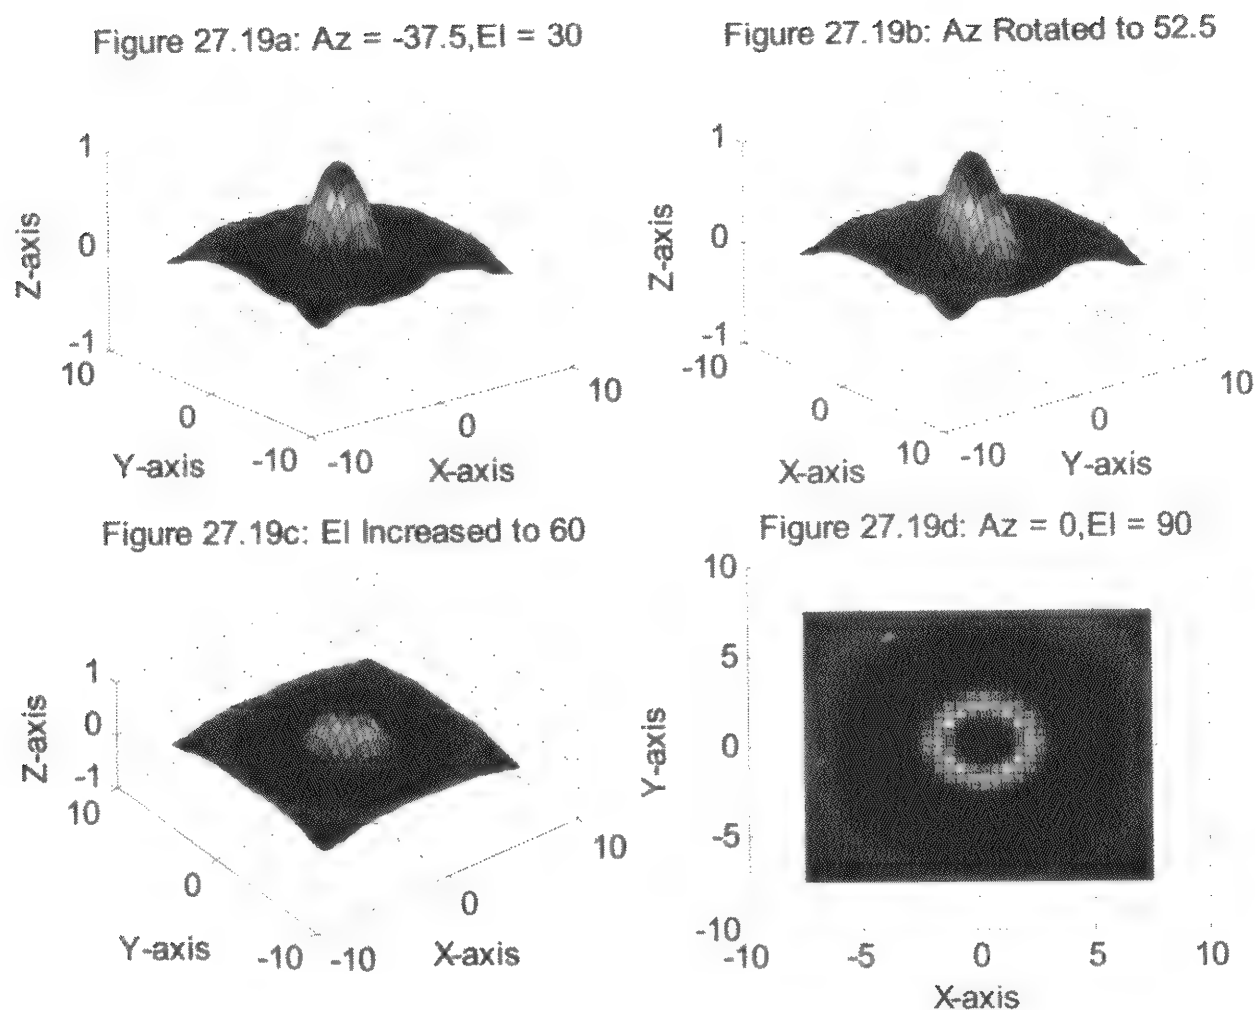 Figure 27.19a: Az = -37.5,El = 30
1
0
-1
Z-axis
10
0
-10
Y-axis
-10
0
10
X-axis
Figure 27.19b: Az Rotated to 52.5
1
0
-1
Z-axis
-10
0
10
X-axis
-10
0
10
Y-axis
Figure 27.19c: El Increased to 60
1
0
-1
Z-axis
10
0
-10
Y-axis
-10
0
10
X-axis
Figure 27.19d: Az = 0,El = 90
10
5
0
-5
-10
Y-axis
-10
-5
0
5
10
X-axis